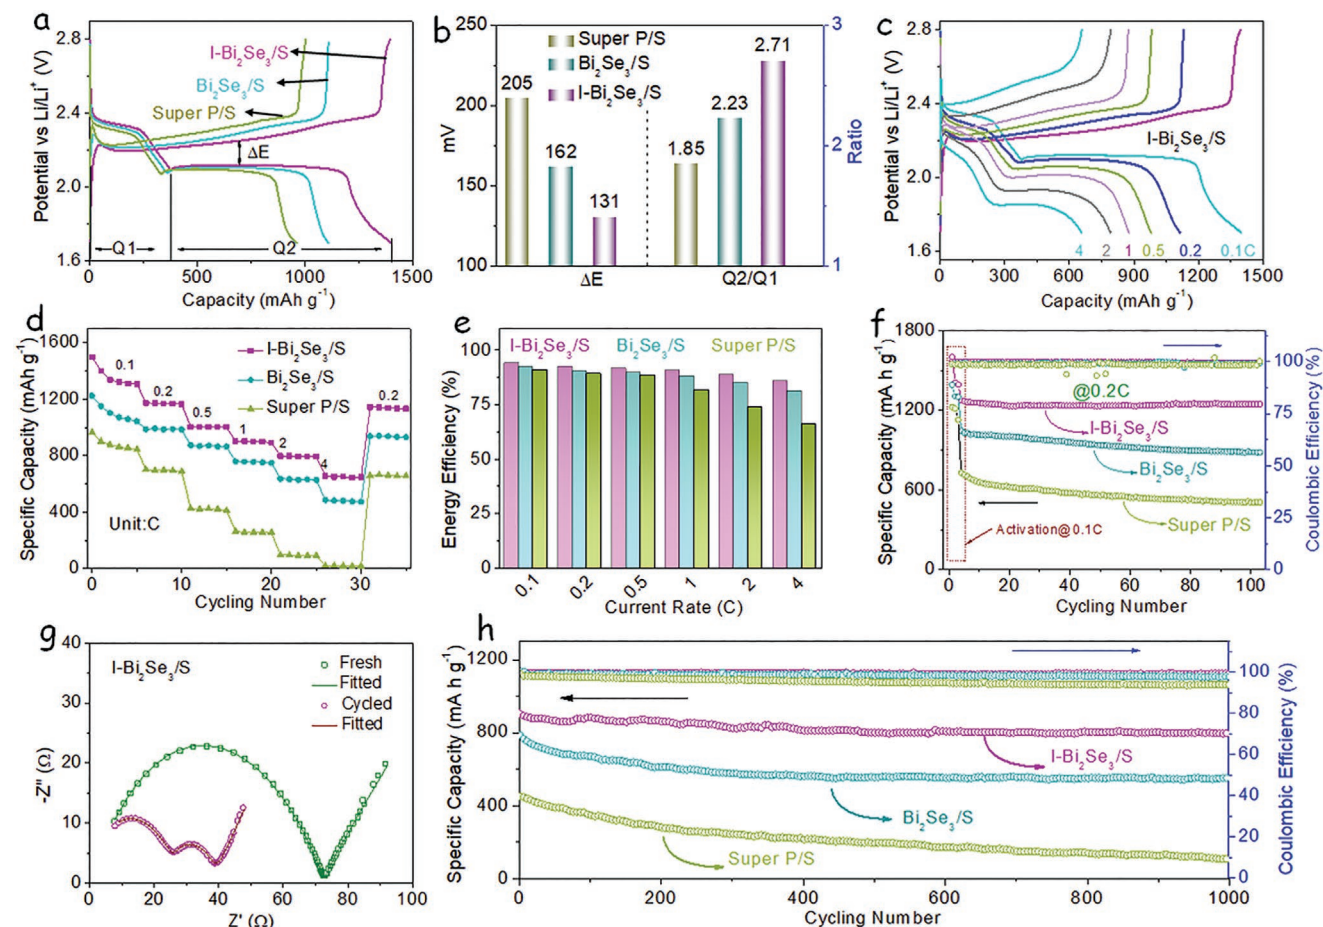 a
2.8
2.4
2.0
1.6
Potential vs Li/Li⁺ (V)
I-Bi₂Se₃/S
Bi₂Se₃/S
Super P/S
ΔE
Q1
Q2
0 500 1000 1500
Capacity (mAh g⁻¹)
b
250
200
150
100
mV
Super P/S
Bi₂Se₃/S
I-Bi₂Se₃/S
205
162
131
1.85
2.23
2.71
ΔE Q2/Q1
3
2
1
Ratio
c
2.8
2.4
2.0
1.6
Potential vs Li/Li⁺ (V)
I-Bi₂Se₃/S
4 2 1 0.5 0.2 0.1C
0 300 600 900 1200 1500
Capacity (mAh g⁻¹)
d
1600
1200
800
400
0
Specific Capacity (mAh g⁻¹)
I-Bi₂Se₃/S
Bi₂Se₃/S
Super P/S
0.1
0.2
0.5
1
2
4
0.2
Unit:C
0 10 20 30
Cycling Number
e
100
75
50
25
0
Energy Efficiency (%)
I-Bi₂Se₃/S Bi₂Se₃/S Super P/S
0.1 0.2 0.5 1 2 4
Current Rate (C)
f
1800
1200
600
0
Specific Capacity (mA h g⁻¹)
@0.2C
I-Bi₂Se₃/S
Bi₂Se₃/S
Super P/S
Activation@0.1C
100
75
50
25
0
Coulombic Efficiency (%)
0 20 40 60 80 100
Cycling Number
g
40
30
20
10
0
-Z'' (Ω)
I-Bi₂Se₃/S
Fresh
Fitted
Cycled
Fitted
0 20 40 60 80 100
Z' (Ω)
h
1200
800
400
0
Specific Capacity (mA h g⁻¹)
I-Bi₂Se₃/S
Bi₂Se₃/S
Super P/S
100
80
60
40
20
0
Coulombic Efficiency (%)
0 200 400 600 800 1000
Cycling Number